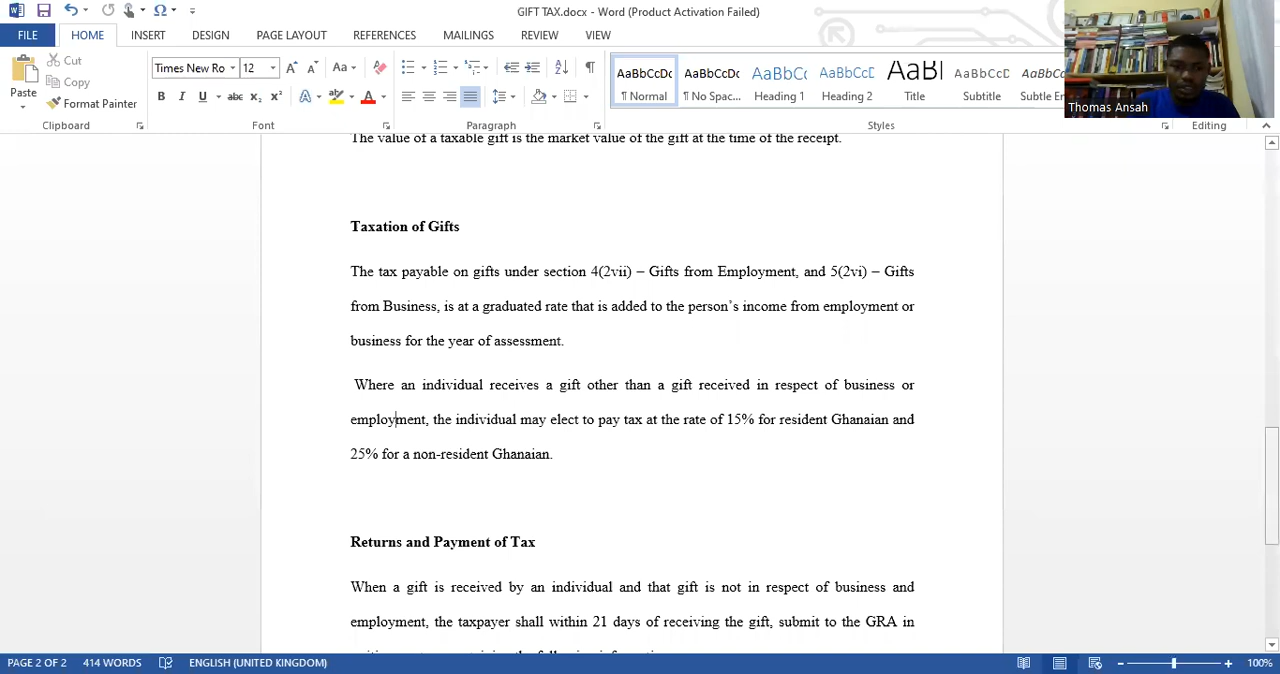 GIFT TAX.docx - Word (Product Activation Failed)
FILE HOME INSERT DESIGN PAGE LAYOUT REFERENCES MAILINGS REVIEW VIEW
Paste
Cut
Copy
Format Painter
Clipboard
Times New Ro 12
Font
Paragraph
AaBbCcDc AaBbCcDc AaBbCc AaBbCcD AaBl AaBbCcD AaBbCc
¶ Normal ¶ No Spac... Heading 1 Heading 2 Title Subtitle Subtle Em
Styles
Editing
Thomas Ansah
The value of a taxable gift is the market value of the gift at the time of the receipt.
Taxation of Gifts
The tax payable on gifts under section 4(2vii) – Gifts from Employment, and 5(2vi) – Gifts
from Business, is at a graduated rate that is added to the person's income from employment or
business for the year of assessment.
Where an individual receives a gift other than a gift received in respect of business or
employment, the individual may elect to pay tax at the rate of 15% for resident Ghanaian and
25% for a non-resident Ghanaian.
Returns and Payment of Tax
When a gift is received by an individual and that gift is not in respect of business and
employment, the taxpayer shall within 21 days of receiving the gift, submit to the GRA in
PAGE 2 OF 2 414 WORDS ENGLISH (UNITED KINGDOM) 100%